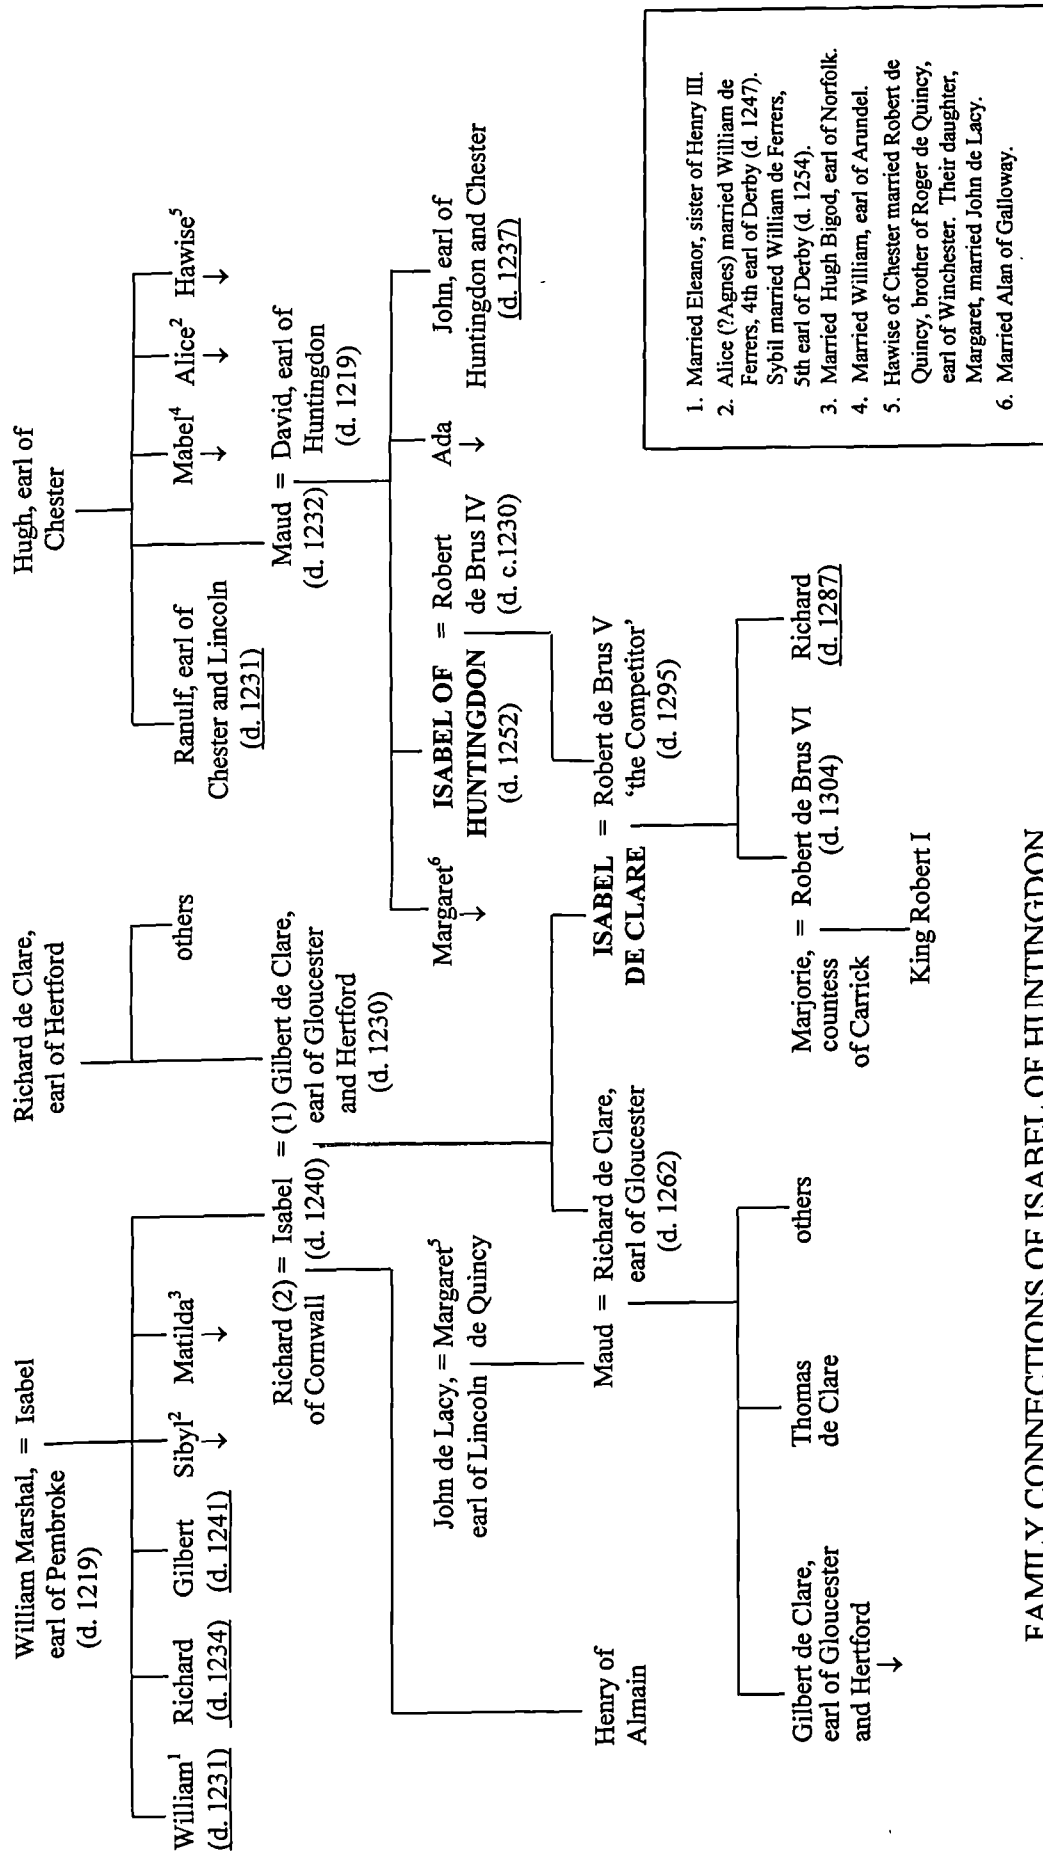 William Marshal, = Isabel
earl of Pembroke
(d. 1219)
Richard de Clare,
earl of Hertford
Hugh, earl of
Chester
William¹
(d. 1231)
Richard
(d. 1234)
Gilbert
(d. 1241)
Sibyl²
↓
Matilda³
↓
others
Ranulf, earl of
Chester and Lincoln
(d. 1231)
Mabel⁴
↓
Alice²
↓
Hawise⁵
↓
Richard (2) = Isabel = (1) Gilbert de Clare,
of Cornwall (d. 1240) earl of Gloucester
and Hertford
(d. 1230)
Maud = David, earl of
(d. 1232) Huntingdon
(d. 1219)
John de Lacy, = Margaret⁵
earl of Lincoln de Quincy
Margaret⁶
↓
ISABEL OF = Robert
HUNTINGDON de Brus IV
(d. 1252) (d. c.1230)
Ada
↓
John, earl of
Huntingdon and Chester
(d. 1237)
Henry of
Almain
Maud = Richard de Clare,
earl of Gloucester
(d. 1262)
ISABEL = Robert de Brus V
DE CLARE ‘the Competitor’
(d. 1295)
Gilbert de Clare,
earl of Gloucester
and Hertford
↓
Thomas
de Clare
others
Marjorie, = Robert de Brus VI
countess (d. 1304)
of Carrick
Richard
(d. 1287)
King Robert I
1. Married Eleanor, sister of Henry III.
2. Alice (?Agnes) married William de
Ferrers, 4th earl of Derby (d. 1247).
Sybil married William de Ferrers,
5th earl of Derby (d. 1254).
3. Married Hugh Bigod, earl of Norfolk.
4. Married William, earl of Arundel.
5. Hawise of Chester married Robert de
Quincy, brother of Roger de Quincy,
earl of Winchester. Their daughter,
Margaret, married John de Lacy.
6. Married Alan of Galloway.
FAMILY CONNECTIONS OF ISABEL OF HUNTINGDON